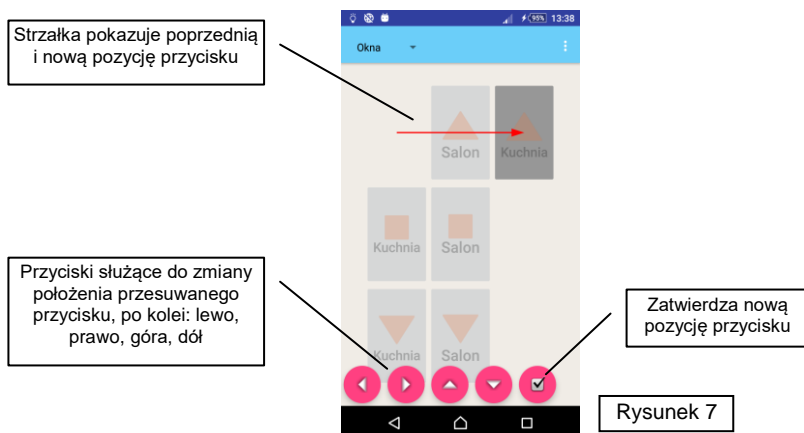 Strzałka pokazuje poprzednią
i nową pozycję przycisku
95% 13:38
Okna
Salon
Kuchnia
Kuchnia
Salon
Przyciski służące do zmiany
położenia przesuwanego
przycisku, po kolei: lewo,
prawo, góra, dół
Kuchnia
Salon
Zatwierdza nową
pozycję przycisku
Rysunek 7